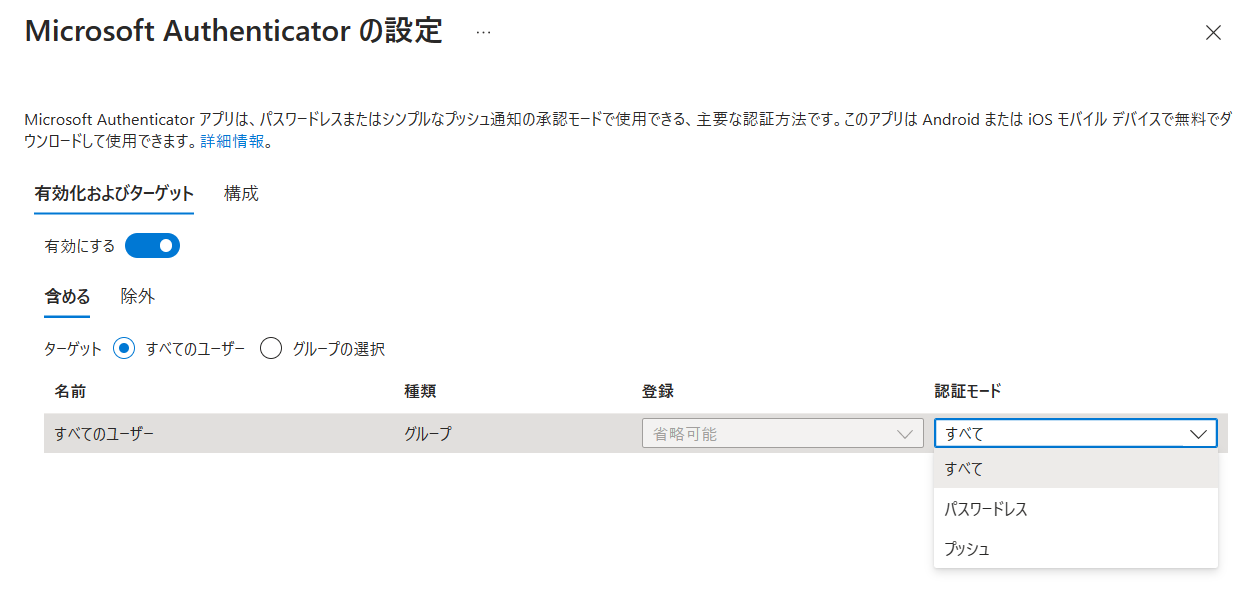 Microsoft Authenticator の設定 …
Microsoft Authenticator アプリは、パスワードレスまたはシンプルなプッシュ通知の承認モードで使用できる、主要な認証方法です。このアプリは Android または iOS モバイル デバイスで無料でダ
ウンロードして使用できます。詳細情報。
有効化およびターゲット 構成
有効にする
含める 除外
ターゲット すべてのユーザー グループの選択
名前 種類 登録 認証モード
すべてのユーザー グループ 省略可能 すべて
すべて
パスワードレス
プッシュ